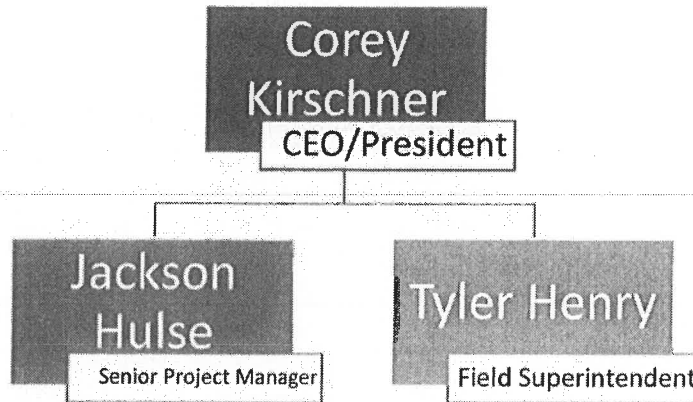 Corey
Kirschner
CEO/President
Jackson
Hulse
Senior Project Manager
Tyler Henry
Field Superintendent